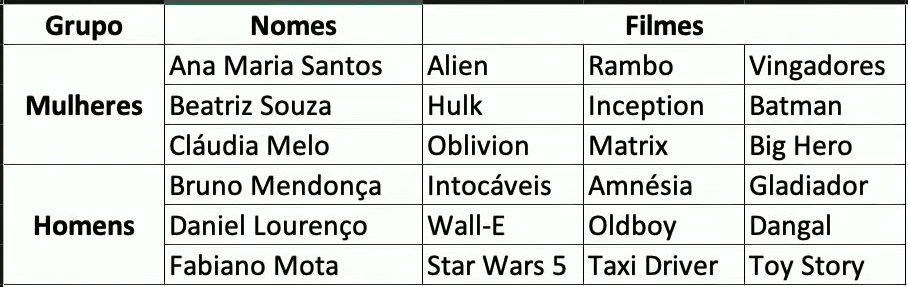 Grupo Nomes Filmes
Ana Maria Santos Alien Rambo Vingadores
Mulheres Beatriz Souza Hulk Inception Batman
Cláudia Melo Oblivion Matrix Big Hero
Bruno Mendonça Intocáveis Amnésia Gladiador
Homens Daniel Lourenço Wall-E Oldboy Dangal
Fabiano Mota Star Wars 5 Taxi Driver Toy Story